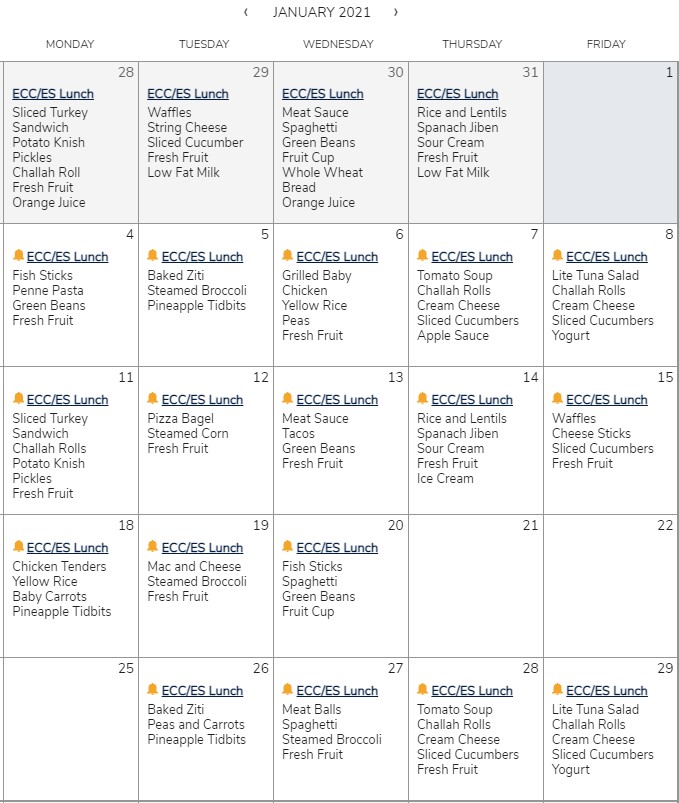 ‹ JANUARY 2021 ›
MONDAY TUESDAY WEDNESDAY THURSDAY FRIDAY
28
ECC/ES Lunch
Sliced Turkey
Sandwich
Potato Knish
Pickles
Challah Roll
Fresh Fruit
Orange Juice
29
ECC/ES Lunch
Waffles
String Cheese
Sliced Cucumber
Fresh Fruit
Low Fat Milk
30
ECC/ES Lunch
Meat Sauce
Spaghetti
Green Beans
Fruit Cup
Whole Wheat
Bread
Orange Juice
31
ECC/ES Lunch
Rice and Lentils
Spanach Jiben
Sour Cream
Fresh Fruit
Low Fat Milk
1
4
ECC/ES Lunch
Fish Sticks
Penne Pasta
Green Beans
Fresh Fruit
5
ECC/ES Lunch
Baked Ziti
Steamed Broccoli
Pineapple Tidbits
6
ECC/ES Lunch
Grilled Baby
Chicken
Yellow Rice
Peas
Fresh Fruit
7
ECC/ES Lunch
Tomato Soup
Challah Rolls
Cream Cheese
Sliced Cucumbers
Apple Sauce
8
ECC/ES Lunch
Lite Tuna Salad
Challah Rolls
Cream Cheese
Sliced Cucumbers
Yogurt
11
ECC/ES Lunch
Sliced Turkey
Sandwich
Challah Rolls
Potato Knish
Pickles
Fresh Fruit
12
ECC/ES Lunch
Pizza Bagel
Steamed Corn
Fresh Fruit
13
ECC/ES Lunch
Meat Sauce
Tacos
Green Beans
Fresh Fruit
14
ECC/ES Lunch
Rice and Lentils
Spanach Jiben
Sour Cream
Fresh Fruit
Ice Cream
15
ECC/ES Lunch
Waffles
Cheese Sticks
Sliced Cucumbers
Fresh Fruit
18
ECC/ES Lunch
Chicken Tenders
Yellow Rice
Baby Carrots
Pineapple Tidbits
19
ECC/ES Lunch
Mac and Cheese
Steamed Broccoli
Fresh Fruit
20
ECC/ES Lunch
Fish Sticks
Spaghetti
Green Beans
Fruit Cup
21
22
25
26
ECC/ES Lunch
Baked Ziti
Peas and Carrots
Pineapple Tidbits
27
ECC/ES Lunch
Meat Balls
Spaghetti
Steamed Broccoli
Fresh Fruit
28
ECC/ES Lunch
Tomato Soup
Challah Rolls
Cream Cheese
Sliced Cucumbers
Fresh Fruit
29
ECC/ES Lunch
Lite Tuna Salad
Challah Rolls
Cream Cheese
Sliced Cucumbers
Yogurt